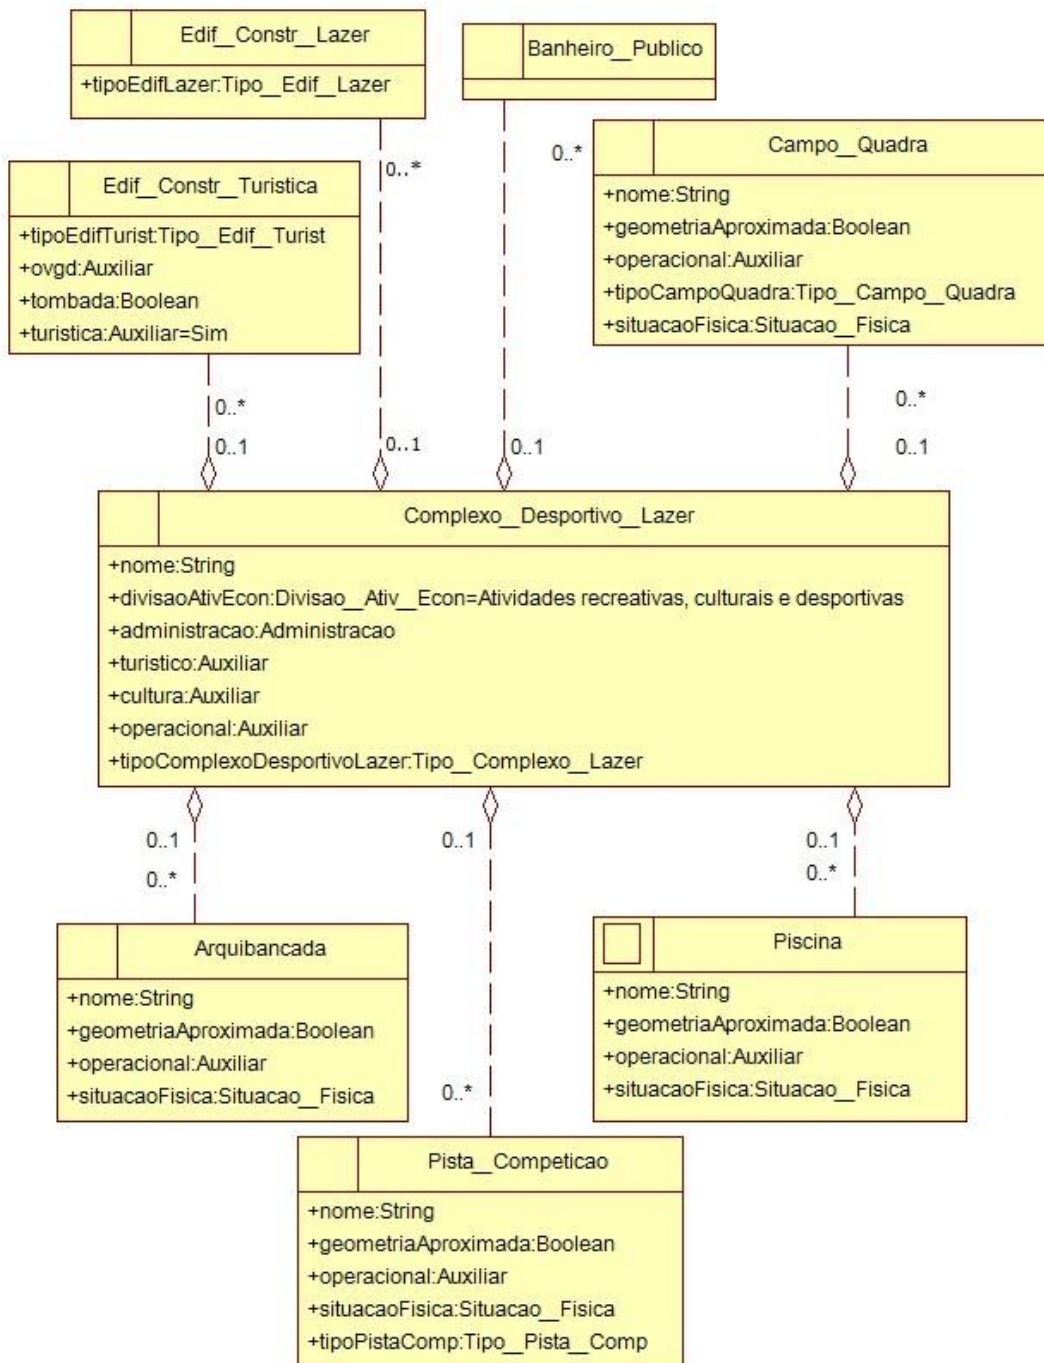 Edif__Constr__Lazer
+tipoEdifLazer:Tipo__Edif__Lazer
Banheiro__Publico
Edif__Constr__Turistica
+tipoEdifTurist:Tipo__Edif__Turist
+ovgd:Auxiliar
+tombada:Boolean
+turistica:Auxiliar=Sim
Campo__Quadra
+nome:String
+geometriaAproximada:Boolean
+operacional:Auxiliar
+tipoCampoQuadra:Tipo__Campo__Quadra
+situacaoFisica:Situacao__Fisica
0..*
0..1
0..*
0..1
0..*
0..1
0..*
0..1
Complexo__Desportivo__Lazer
+nome:String
+divisaoAtivEcon:Divisao__Ativ__Econ=Atividades recreativas, culturais e desportivas
+administracao:Administracao
+turistico:Auxiliar
+cultura:Auxiliar
+operacional:Auxiliar
+tipoComplexoDesportivoLazer:Tipo__Complexo__Lazer
0..1
0..*
0..1
0..*
0..1
0..*
Arquibancada
+nome:String
+geometriaAproximada:Boolean
+operacional:Auxiliar
+situacaoFisica:Situacao__Fisica
Piscina
+nome:String
+geometriaAproximada:Boolean
+operacional:Auxiliar
+situacaoFisica:Situacao__Fisica
Pista__Competicao
+nome:String
+geometriaAproximada:Boolean
+operacional:Auxiliar
+situacaoFisica:Situacao__Fisica
+tipoPistaComp:Tipo__Pista__Comp